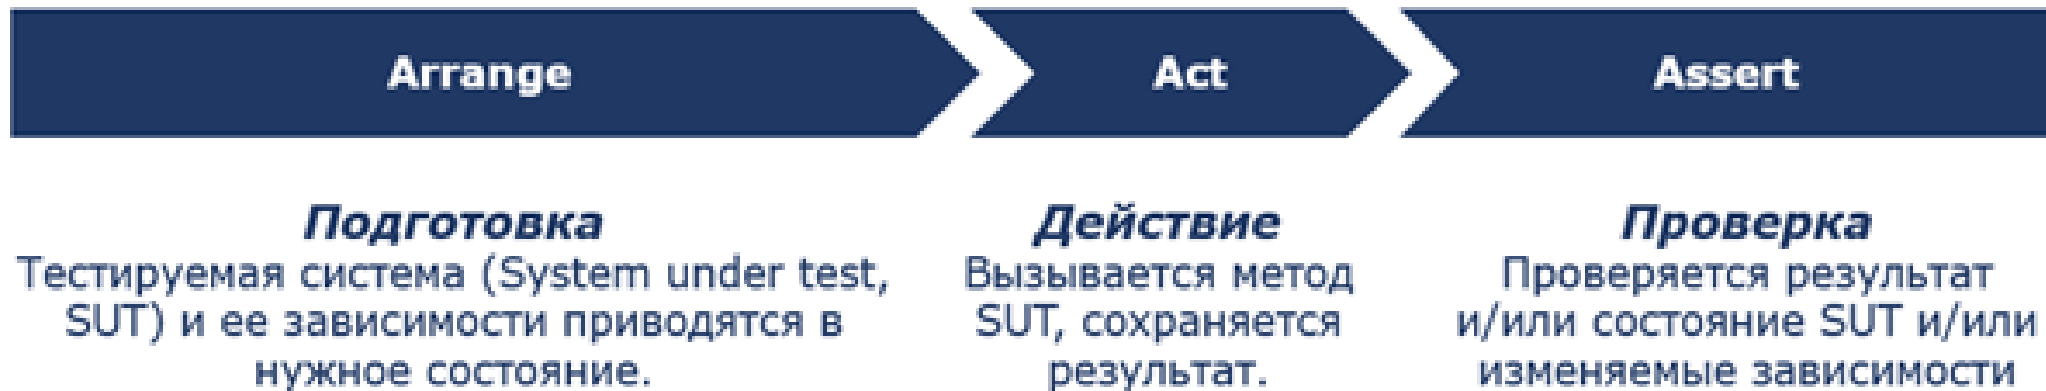 Arrange
Act
Assert
Подготовка
Тестируемая система (System under test,
SUT) и ее зависимости приводятся в
нужное состояние.
Действие
Вызывается метод
SUT, сохраняется
результат.
Проверка
Проверяется результат
и/или состояние SUT и/или
изменяемые зависимости